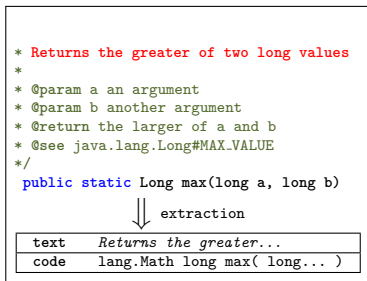 * Returns the greater of two long values
*
* @param a an argument
* @param b another argument
* @return the larger of a and b
* @see java.lang.Long#MAX_VALUE
*/
public static Long max(long a, long b)
extraction
text Returns the greater...
code lang.Math long max( long... )